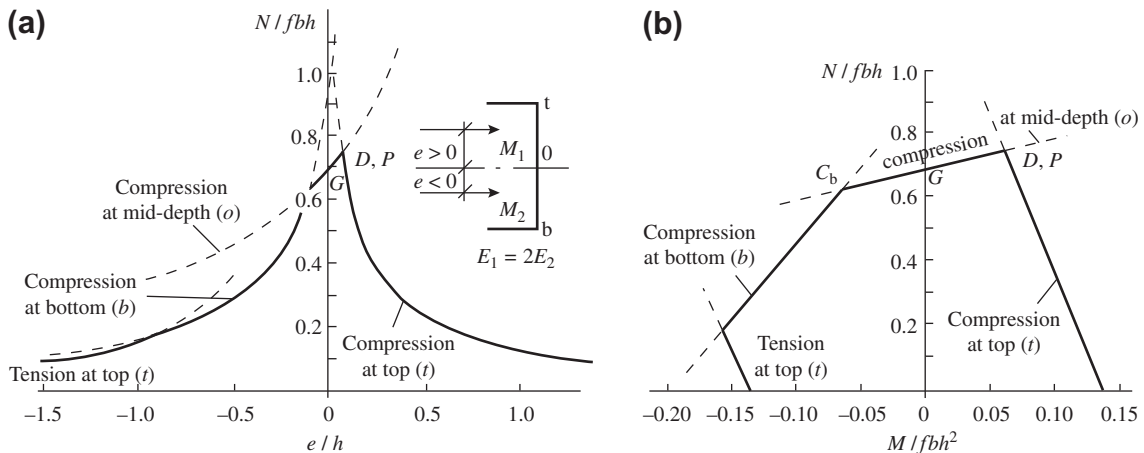 (a)
N / fbh
1.0
0.8
0.6
0.4
0.2
D, P
G
Compression
at mid-depth (o)
Compression
at bottom (b)
Tension at top (t)
Compression
at top (t)
e > 0
e < 0
M1
M2
t
0
b
E1 = 2E2
–1.5
–1.0
–0.5
0
0.5
1.0
e / h
(b)
N / fbh
1.0
0.8
0.6
0.4
0.2
at mid-depth (o)
compression
Cb
G
D, P
Compression
at bottom (b)
Tension
at top (t)
Compression
at top (t)
–0.20
–0.15
–0.10
–0.05
0
0.05
0.10
0.15
M / fbh²